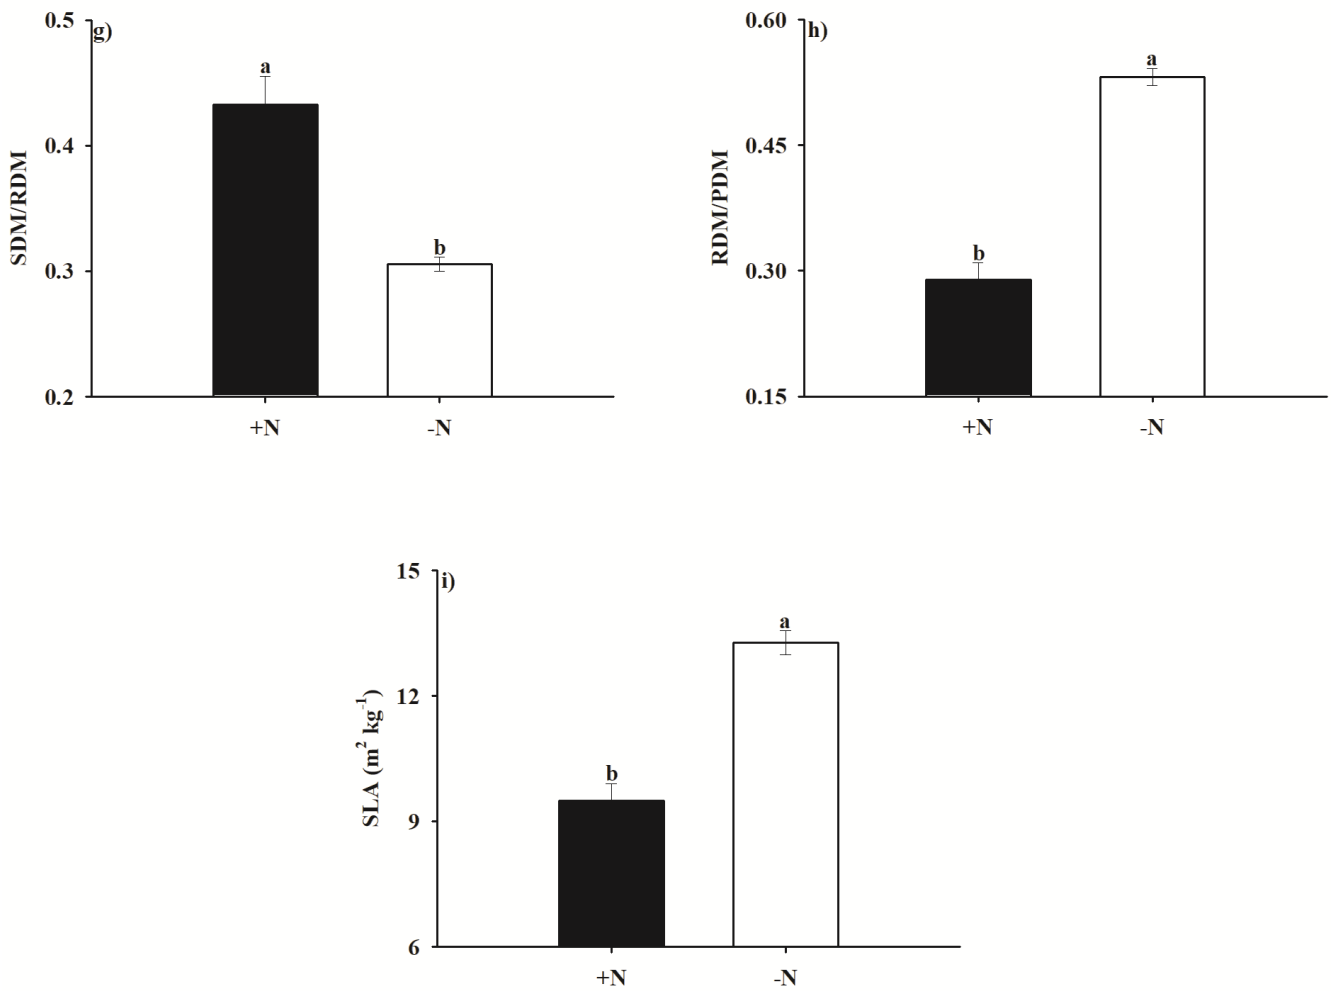 g)
SDM/RDM
0.5
0.4
0.3
0.2
a
b
+N
-N
h)
RDM/PDM
0.60
0.45
0.30
0.15
b
a
+N
-N
i)
SLA (m² kg⁻¹)
15
12
9
6
b
a
+N
-N